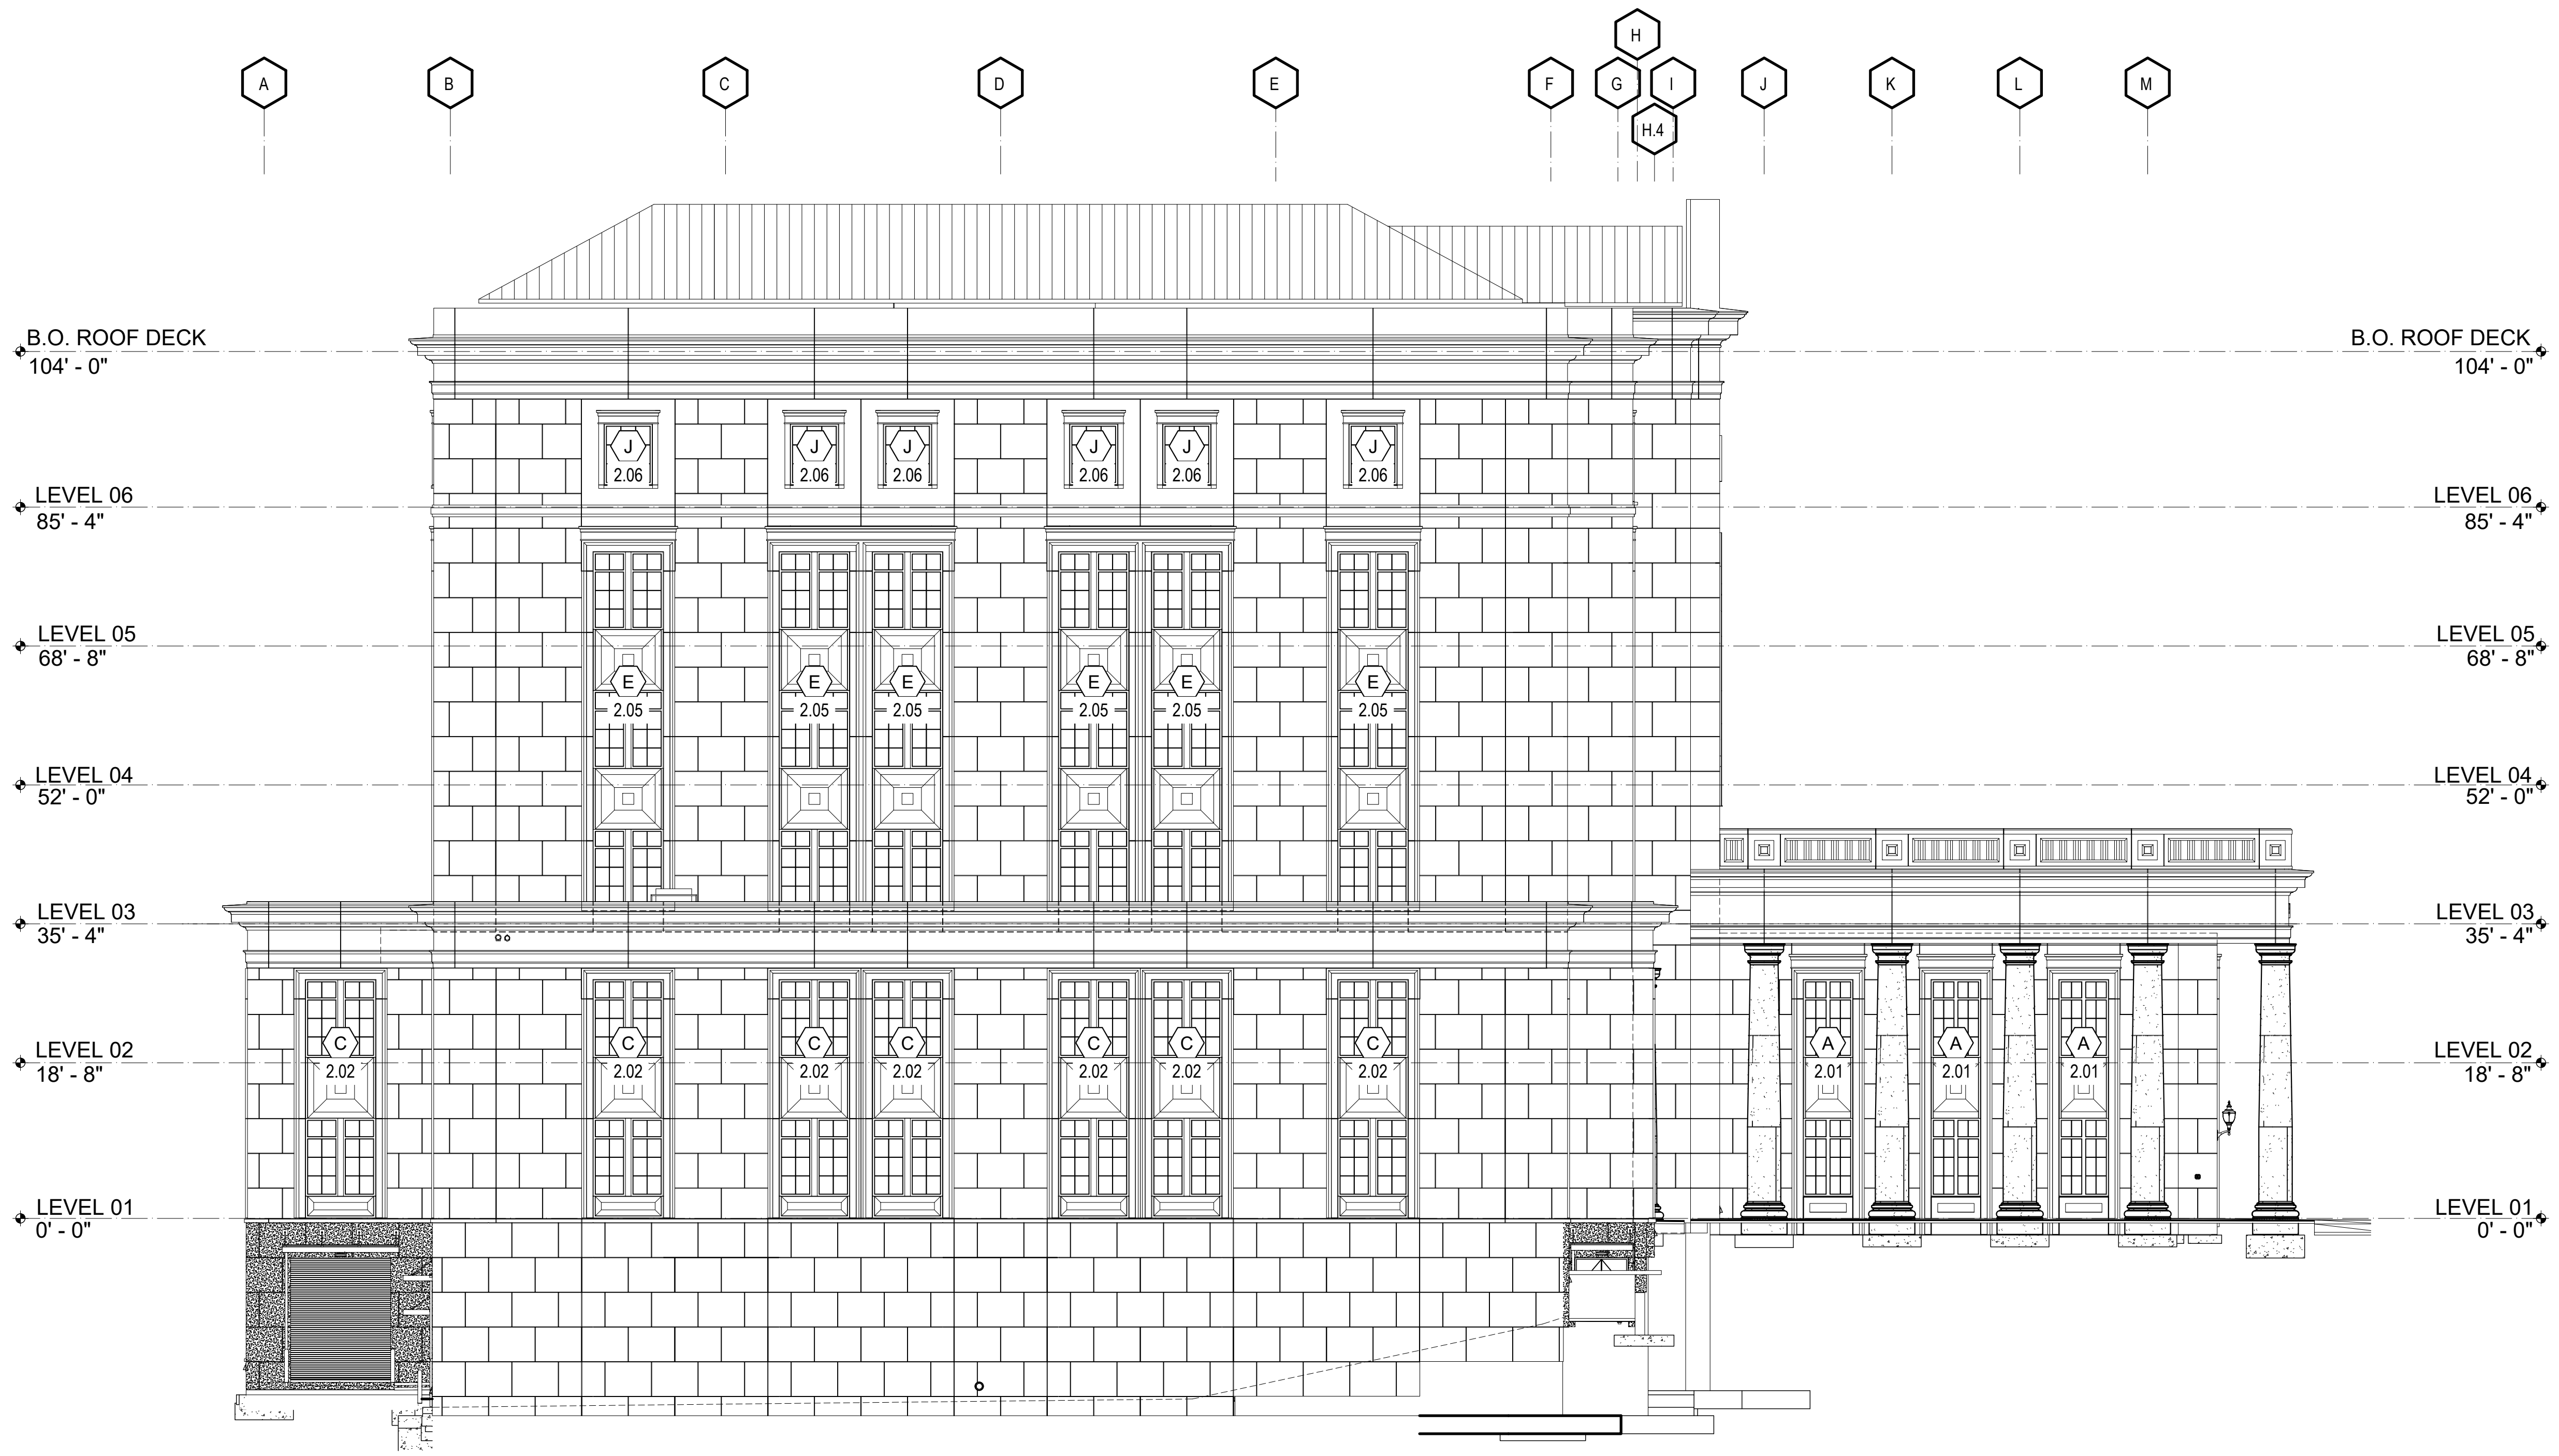 H
A B C D E F G I J K L M
H.4
B.O. ROOF DECK B.O. ROOF DECK
104' - 0" 104' - 0"
J J J J J J
2.06 2.06 2.06 2.06 2.06 2.06
LEVEL 06 LEVEL 06
85' - 4" 85' - 4"
LEVEL 05 LEVEL 05
68' - 8" 68' - 8"
E E E E E E
2.05 2.05 2.05 2.05 2.05 2.05
LEVEL 04 LEVEL 04
52' - 0" 52' - 0"
LEVEL 03 LEVEL 03
35' - 4" 35' - 4"
C C C C C C C A A A
LEVEL 02 LEVEL 02
2.02 2.02 2.02 2.02 2.02 2.02 2.02 2.01 2.01 2.01
18' - 8" 18' - 8"
LEVEL 01 LEVEL 01
0' - 0" 0' - 0"